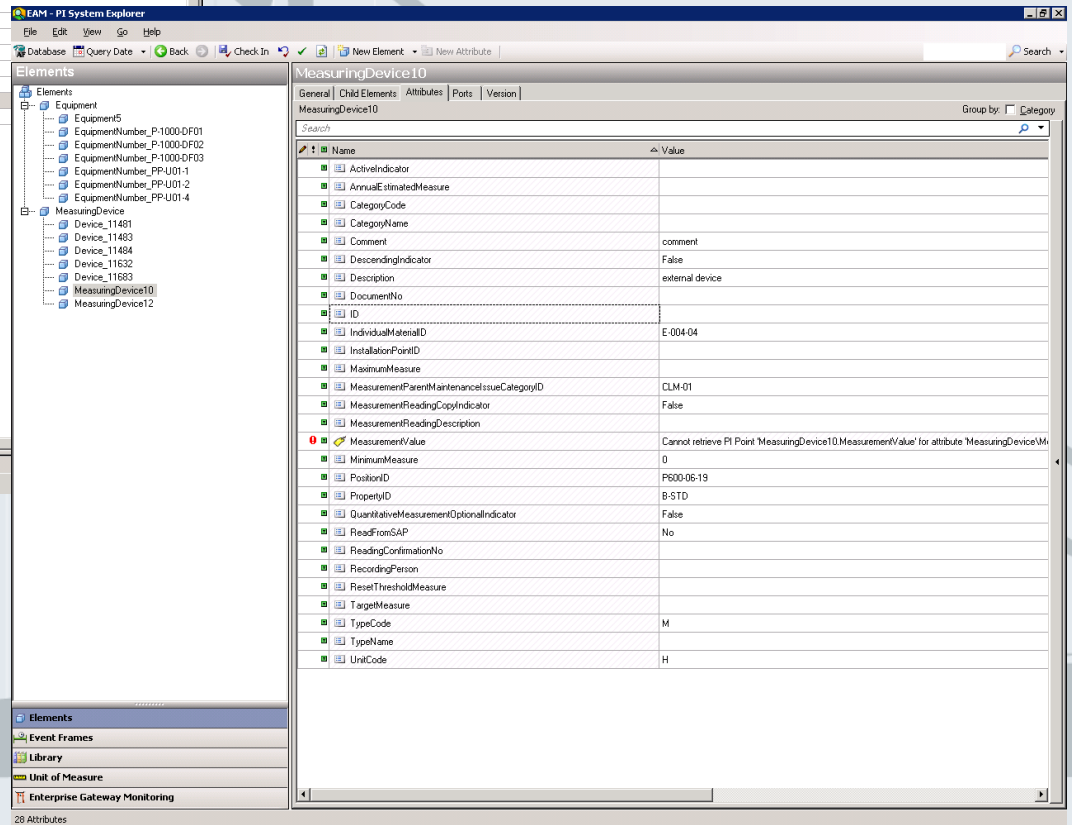 EAM - PI System Explorer
File Edit View Go Help
Database Query Date Back Check In New Element New Attribute Search
Elements
Elements
Equipment
Equipment5
EquipmentNumber_P-1000-DF01
EquipmentNumber_P-1000-DF02
EquipmentNumber_P-1000-DF03
EquipmentNumber_PP-U01-1
EquipmentNumber_PP-U01-2
EquipmentNumber_PP-U01-4
MeasuringDevice
Device_11481
Device_11483
Device_11484
Device_11632
Device_11683
MeasuringDevice10
MeasuringDevice12
Elements
Event Frames
Library
Unit of Measure
Enterprise Gateway Monitoring
MeasuringDevice10
General Child Elements Attributes Ports Version
MeasuringDevice10 Group by: Category
Search
Name Value
ActiveIndicator
AnnualEstimatedMeasure
CategoryCode
CategoryName
Comment comment
DescendingIndicator False
Description external device
DocumentNo
ID
IndividualMaterialID E-004-04
InstallationPointID
MaximumMeasure
MeasurementParentMaintenanceIssueCategoryID CLM-01
MeasurementReadingCopyIndicator False
MeasurementReadingDescription
MeasurementValue Cannot retrieve PI Point 'MeasuringDevice10.MeasurementValue' for attribute 'MeasuringDevice\Me
MinimumMeasure 0
PositionID P600-06-19
PropertyID B-STD
QuantitativeMeasurementOptionalIndicator False
ReadFromSAP No
ReadingConfirmationNo
RecordingPerson
ResetThresholdMeasure
TargetMeasure
TypeCode M
TypeName
UnitCode H
28 Attributes